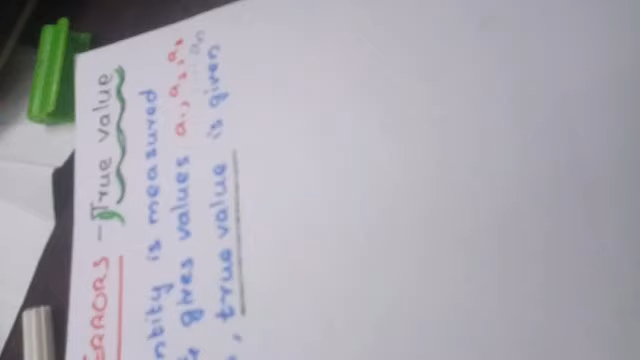 ERRORS - True value
ntity is measured
gives values a₁, a₂, a₃
aₙ
, true value is given